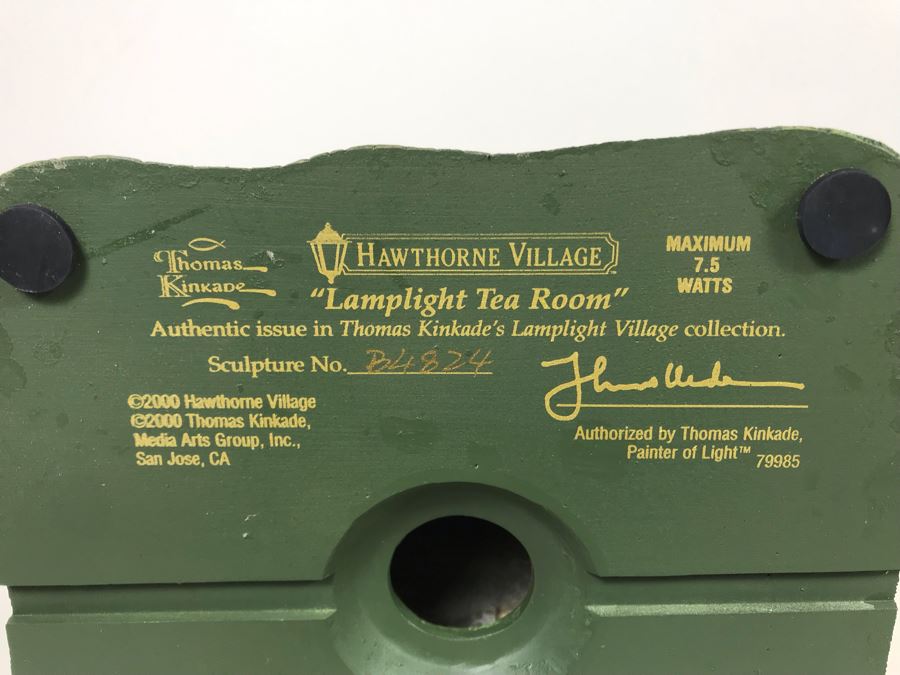 Thomas
Kinkade
HAWTHORNE VILLAGE
MAXIMUM
7.5
WATTS
"Lamplight Tea Room"
Authentic issue in Thomas Kinkade's Lamplight Village collection.
Sculpture No. B4824
©2000 Hawthorne Village
©2000 Thomas Kinkade,
Media Arts Group, Inc.,
San Jose, CA
Authorized by Thomas Kinkade,
Painter of Light™ 79985